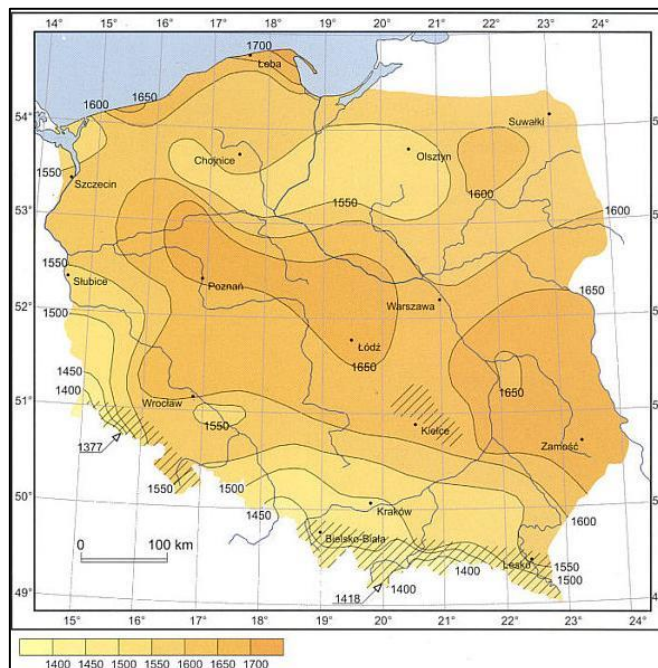 14° 15° 16° 17° 18° 19° 20° 21° 22° 23° 24°
1700
Łeba
1650
1600
54°
Suwałki
Chojnice
Olsztyn
1550
Szczecin
1600
1550
53°
1600
1550
Słubice
Poznań
1650
Warszawa
52°
1500
Łódź
1650
1450
1650
1400
51°
Wrocław
1550
Kielce
Zamość
1377
1550
1500
50°
1450
Kraków
1600
0 100 km
Bielsko-Biała
Lesko
1550
1400
1500
49°
1418
1400
15° 16° 17° 18° 19° 20° 21° 22° 23° 24°
1400 1450 1500 1550 1600 1650 1700